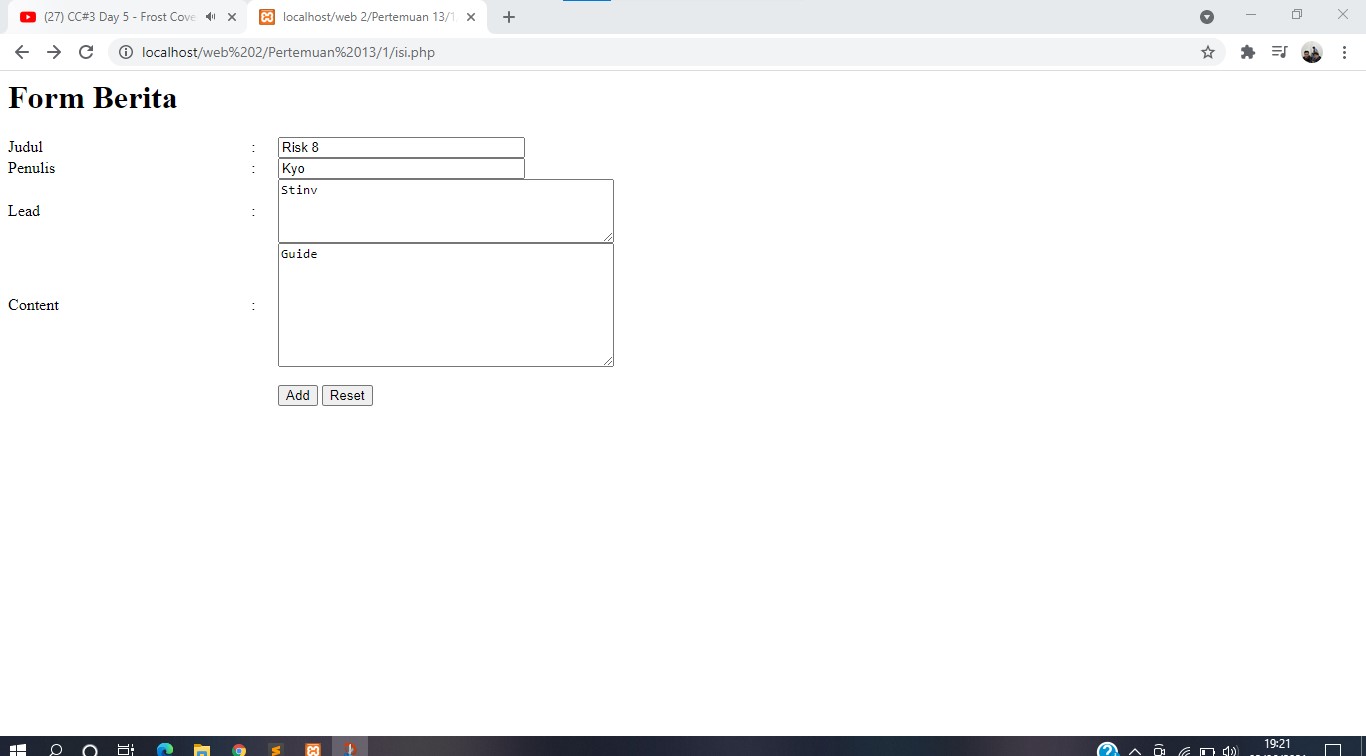 (27) CC#3 Day 5 - Frost Cove
localhost/web 2/Pertemuan 13/1
localhost/web%202/Pertemuan%2013/1/isi.php
Form Berita
Judul : Risk 8
Penulis : Kyo
Lead : Stinv
Content : Guide
Add Reset
19:21